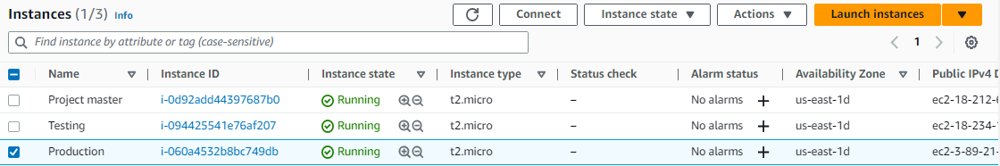 Instances (1/3) Info Connect Instance state Actions Launch instances
Find instance by attribute or tag (case-sensitive) 1
Name Instance ID Instance state Instance type Status check Alarm status Availability Zone Public IPv4 D
Project master i-0d92add44397687b0 Running t2.micro – No alarms + us-east-1d ec2-18-212-6
Testing i-094425541e76af207 Running t2.micro – No alarms + us-east-1d ec2-18-234-1
Production i-060a4532b8bc749db Running t2.micro – No alarms + us-east-1d ec2-3-89-21-